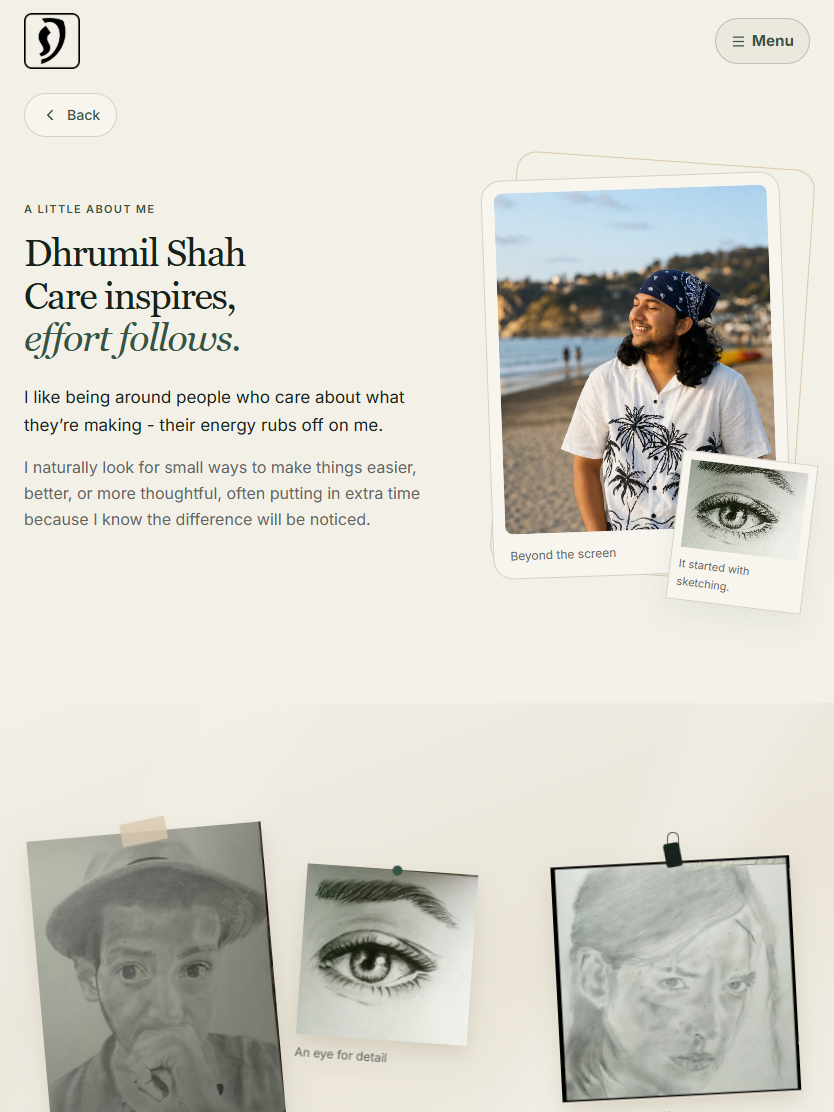 Menu
Back
A LITTLE ABOUT ME
Dhrumil Shah
Care inspires,
effort follows.
I like being around people who care about what
they’re making - their energy rubs off on me.
I naturally look for small ways to make things easier,
better, or more thoughtful, often putting in extra time
because I know the difference will be noticed.
Beyond the screen
It started with
sketching.
An eye for detail